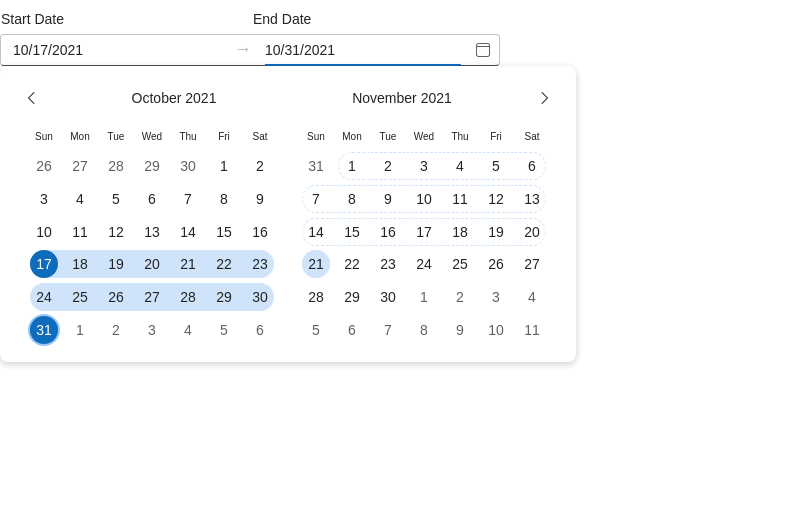 Start Date End Date
10/17/2021 → 10/31/2021
October 2021 November 2021
Sun Mon Tue Wed Thu Fri Sat Sun Mon Tue Wed Thu Fri Sat
26 27 28 29 30 1 2 31 1 2 3 4 5 6
3 4 5 6 7 8 9 7 8 9 10 11 12 13
10 11 12 13 14 15 16 14 15 16 17 18 19 20
17 18 19 20 21 22 23 21 22 23 24 25 26 27
24 25 26 27 28 29 30 28 29 30 1 2 3 4
31 1 2 3 4 5 6 5 6 7 8 9 10 11